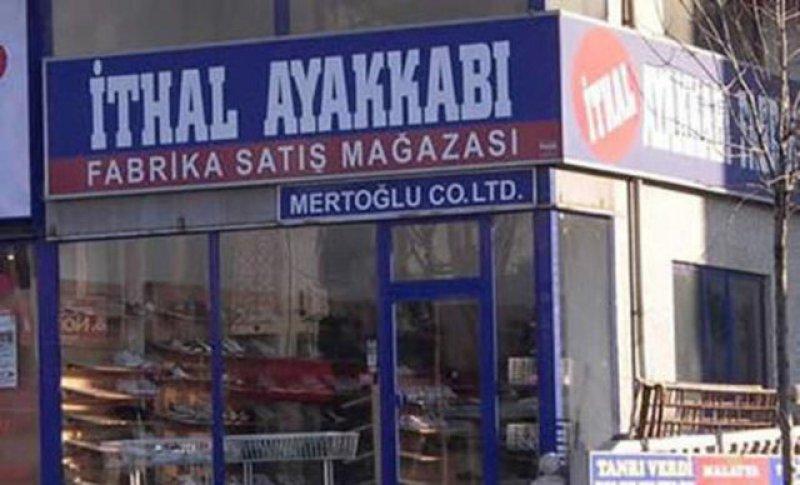 İTHAL AYAKKABI
FABRİKA SATIŞ MAĞAZASI
MERTOĞLU CO.LTD.
İTHAL
TANRI VERDİ
MALATYA